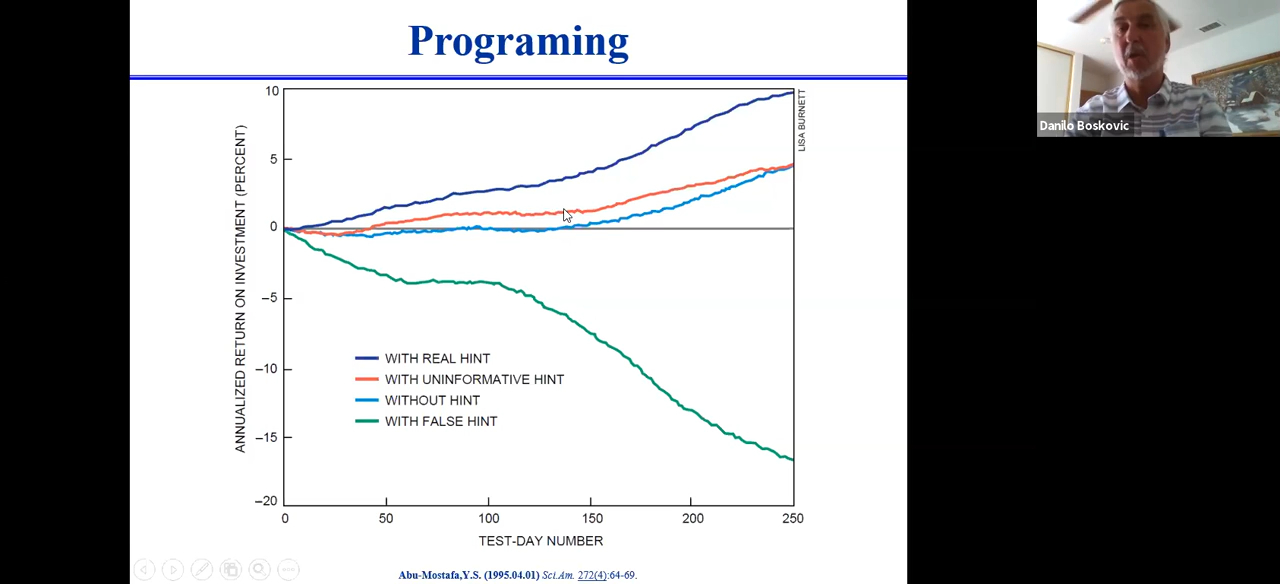 Programing
10
5
0
–5
–10
–15
–20
ANNUALIZED RETURN ON INVESTMENT (PERCENT)
LISA BURNETT
WITH REAL HINT
WITH UNINFORMATIVE HINT
WITHOUT HINT
WITH FALSE HINT
0 50 100 150 200 250
TEST-DAY NUMBER
Abu-Mostafa,Y.S. (1995.04.01) Sci.Am. 272(4):64-69.
Danilo Boskovic